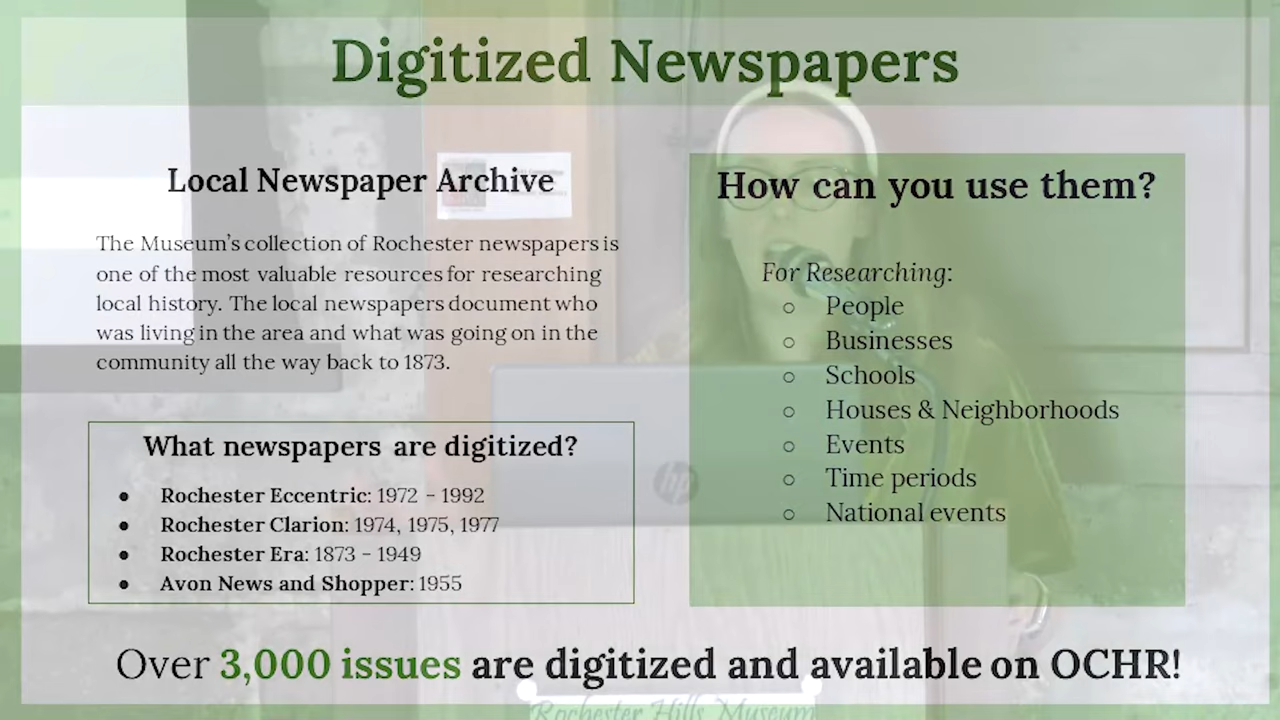 Digitized Newspapers
Local Newspaper Archive
The Museum's collection of Rochester newspapers is
one of the most valuable resources for researching
local history. The local newspapers document who
was living in the area and what was going on in the
community all the way back to 1873.
What newspapers are digitized?
● Rochester Eccentric: 1972 - 1992
● Rochester Clarion: 1974, 1975, 1977
● Rochester Era: 1873 - 1949
● Avon News and Shopper: 1955
How can you use them?
For Researching:
○ People
○ Businesses
○ Schools
○ Houses & Neighborhoods
○ Events
○ Time periods
○ National events
hp
Over 3,000 issues are digitized and available on OCHR!
Rochester Hills Museum